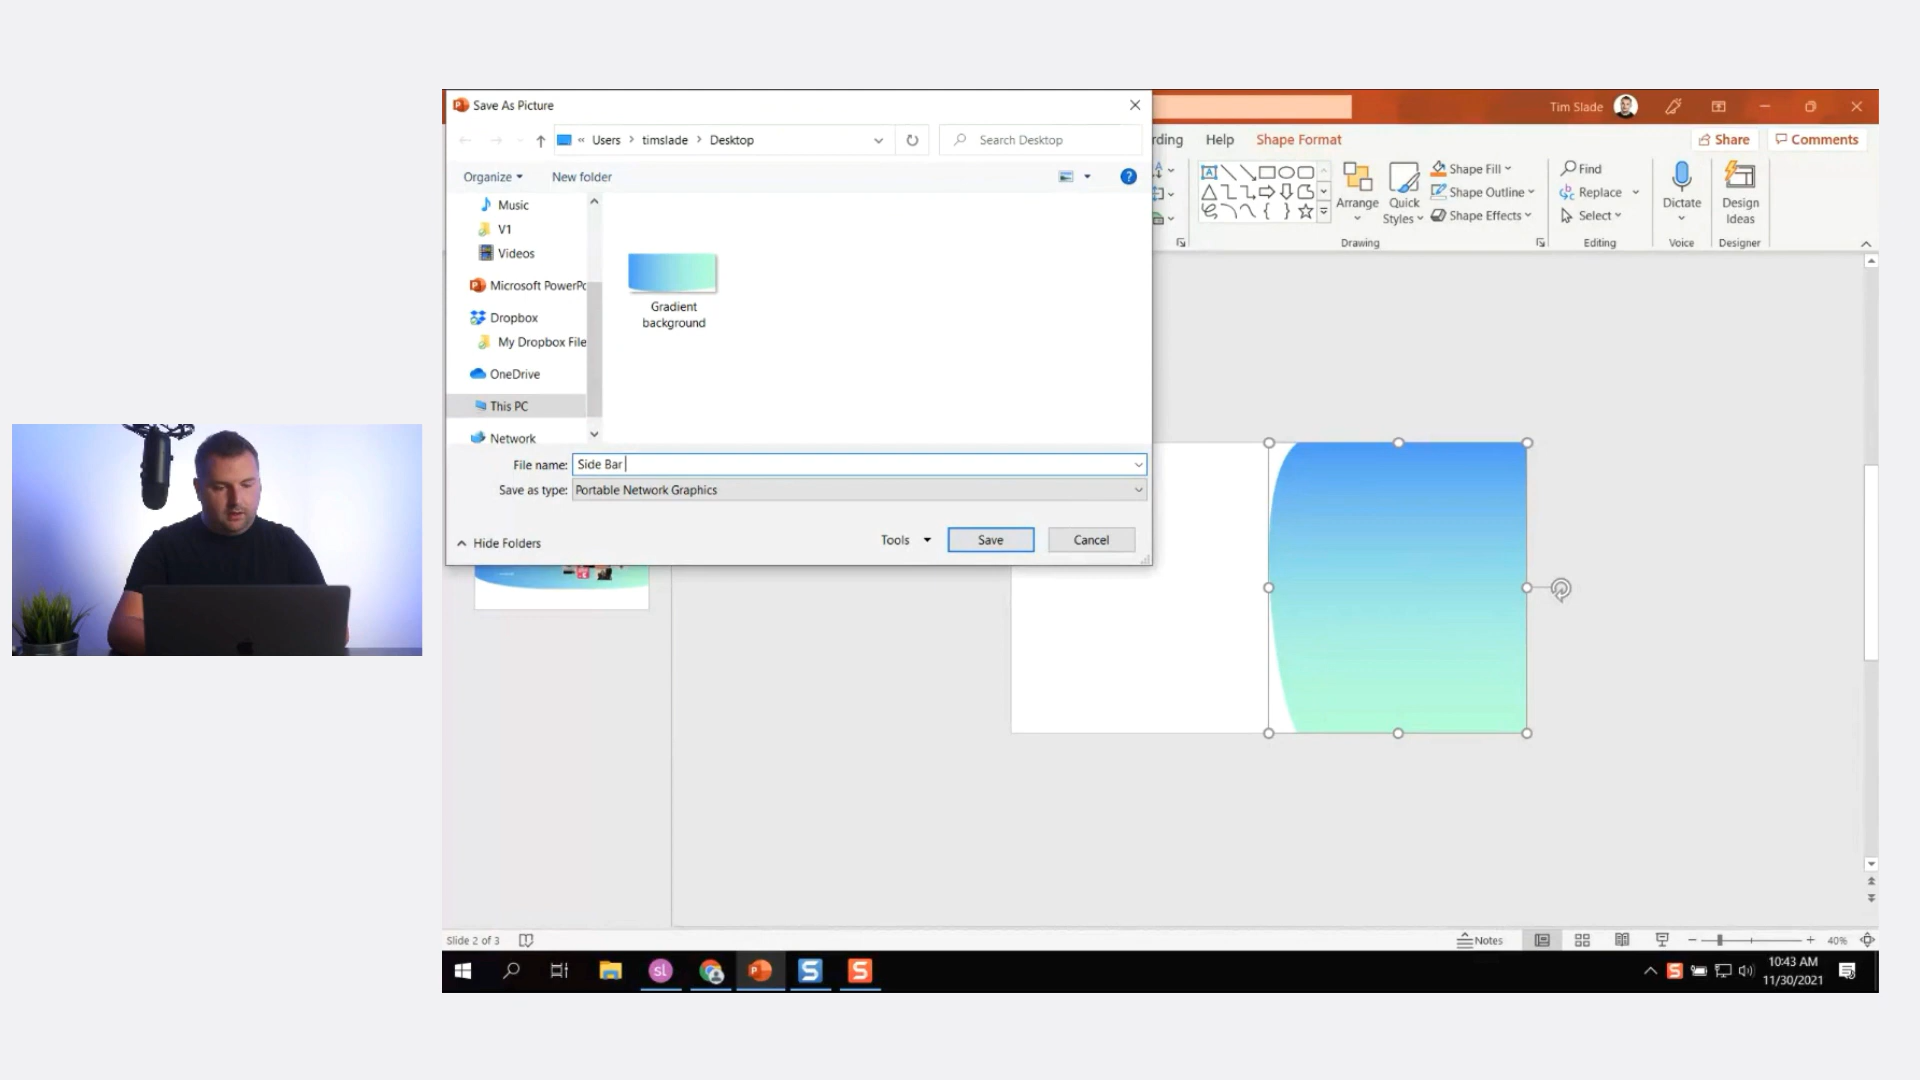 Save As Picture
« Users > timslade > Desktop
Search Desktop
Organize
New folder
Music
V1
Videos
Microsoft PowerPo
Dropbox
My Dropbox File
OneDrive
This PC
Network
Gradient
background
File name: Side Bar
Save as type: Portable Network Graphics
Hide Folders
Tools
Save
Cancel
Tim Slade
rding
Help
Shape Format
Share
Comments
Arrange
Quick
Styles
Shape Fill
Shape Outline
Shape Effects
Drawing
Find
Replace
Select
Editing
Dictate
Voice
Design
Ideas
Designer
Slide 2 of 3
Notes
40%
sl
P
S
S
S
10:43 AM
11/30/2021